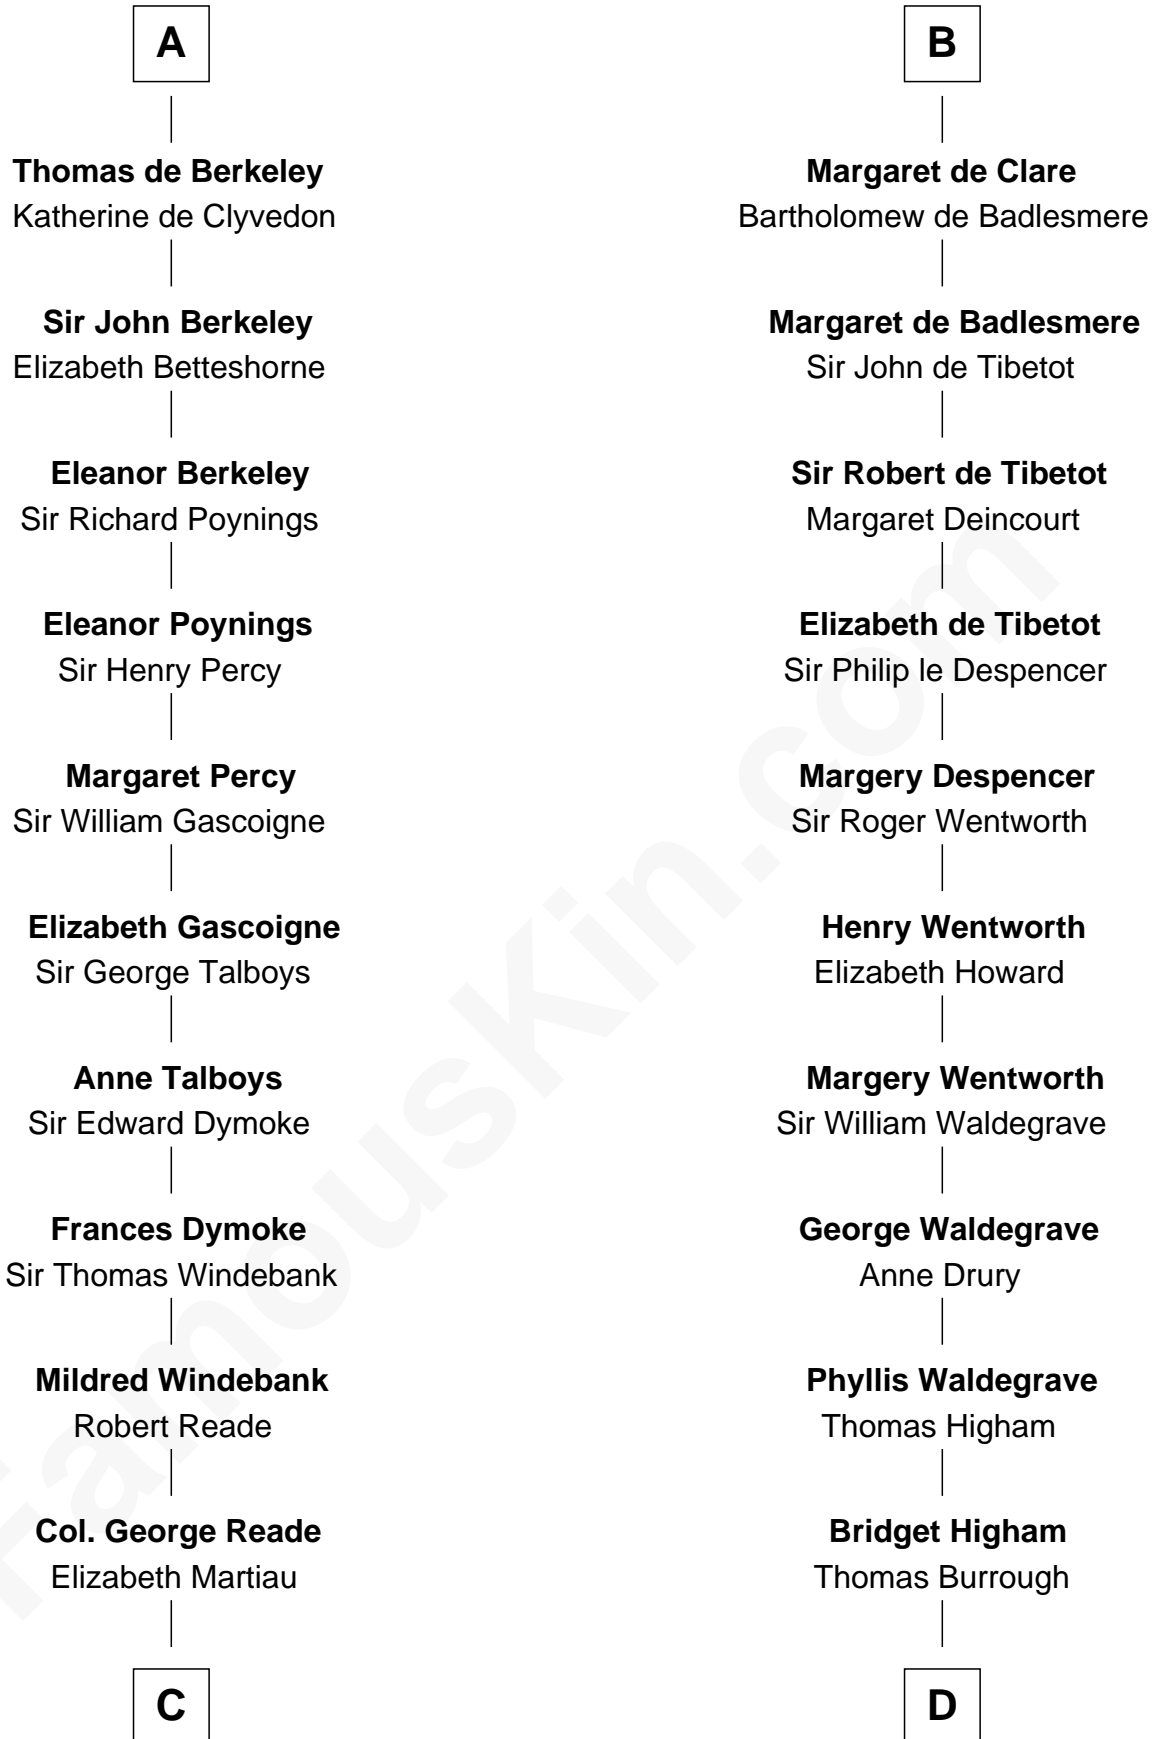 A
Thomas de Berkeley
Katherine de Clyvedon
Sir John Berkeley
Elizabeth Betteshorne
Eleanor Berkeley
Sir Richard Poynings
Eleanor Poynings
Sir Henry Percy
Margaret Percy
Sir William Gascoigne
Elizabeth Gascoigne
Sir George Talboys
Anne Talboys
Sir Edward Dymoke
Frances Dymoke
Sir Thomas Windebank
Mildred Windebank
Robert Reade
Col. George Reade
Elizabeth Martiau
C
B
Margaret de Clare
Bartholomew de Badlesmere
Margaret de Badlesmere
Sir John de Tibetot
Sir Robert de Tibetot
Margaret Deincourt
Elizabeth de Tibetot
Sir Philip le Despencer
Margery Despencer
Sir Roger Wentworth
Henry Wentworth
Elizabeth Howard
Margery Wentworth
Sir William Waldegrave
George Waldegrave
Anne Drury
Phyllis Waldegrave
Thomas Higham
Bridget Higham
Thomas Burrough
D
FamousKin.com